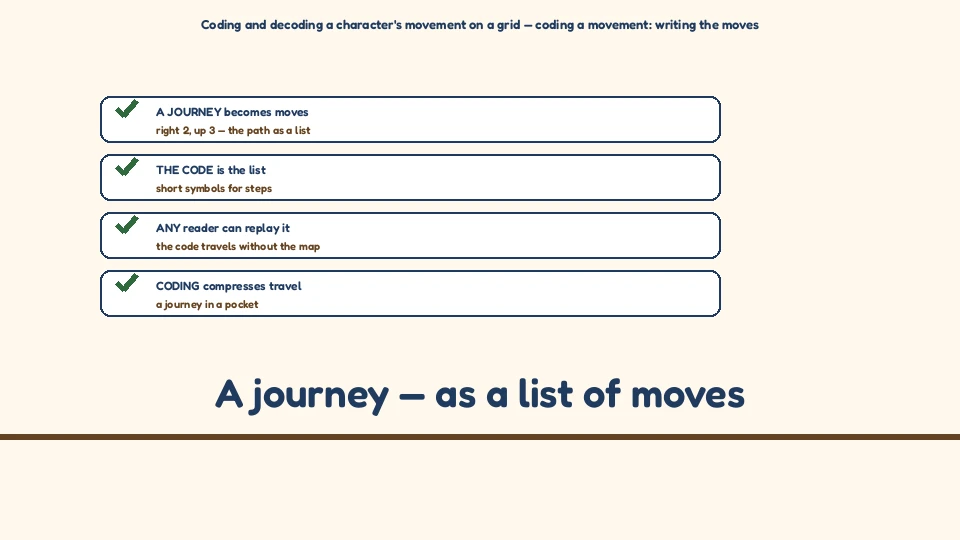 Coding and decoding a character's movement on a grid — coding a movement: writing the moves
A JOURNEY becomes moves
right 2, up 3 — the path as a list
THE CODE is the list
short symbols for steps
ANY reader can replay it
the code travels without the map
CODING compresses travel
a journey in a pocket
A journey — as a list of moves